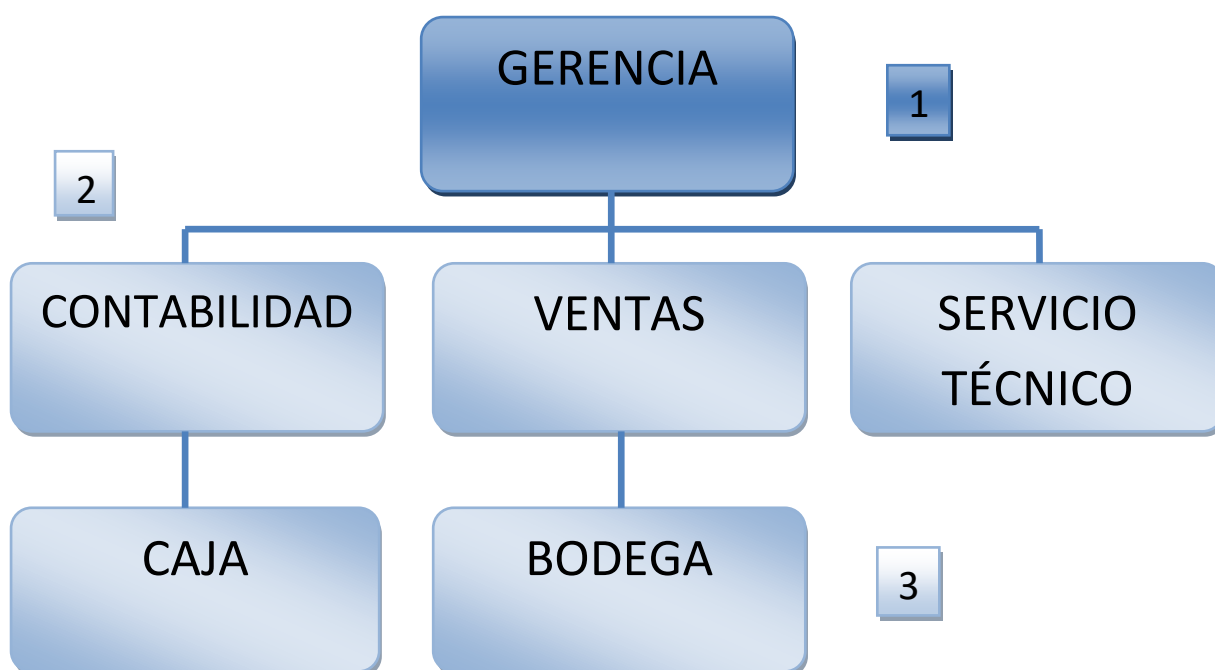 GERENCIA
1
2
CONTABILIDAD
VENTAS
SERVICIO
TÉCNICO
CAJA
BODEGA
3